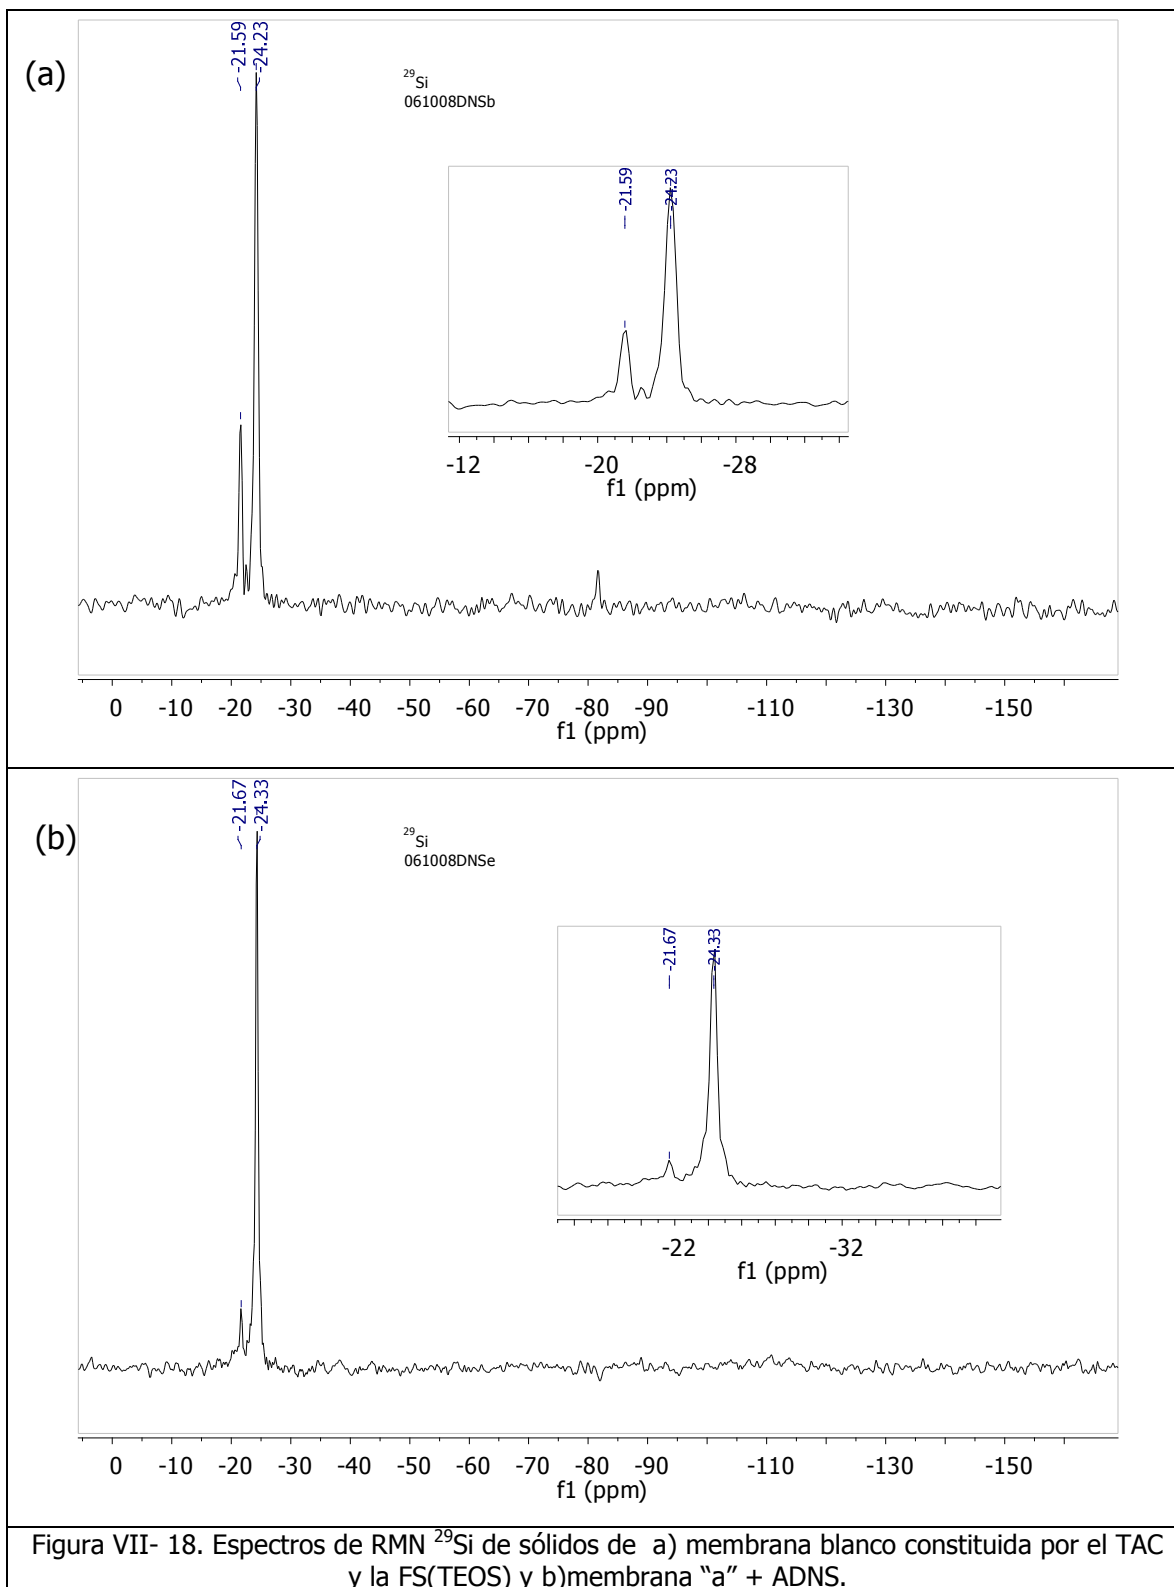 (a)
-21.59
-24.23
29Si
061008DNSb
-21.59
-24.23
-12 -20 -28
f1 (ppm)
0 -10 -20 -30 -40 -50 -60 -70 -80 -90 -110 -130 -150
f1 (ppm)
(b)
-21.67
-24.33
29Si
061008DNSe
-21.67
-24.33
-22 -32
f1 (ppm)
0 -10 -20 -30 -40 -50 -60 -70 -80 -90 -110 -130 -150
f1 (ppm)
Figura VII- 18. Espectros de RMN 29Si de sólidos de a) membrana blanco constituida por el TAC
y la FS(TEOS) y b)membrana “a” + ADNS.